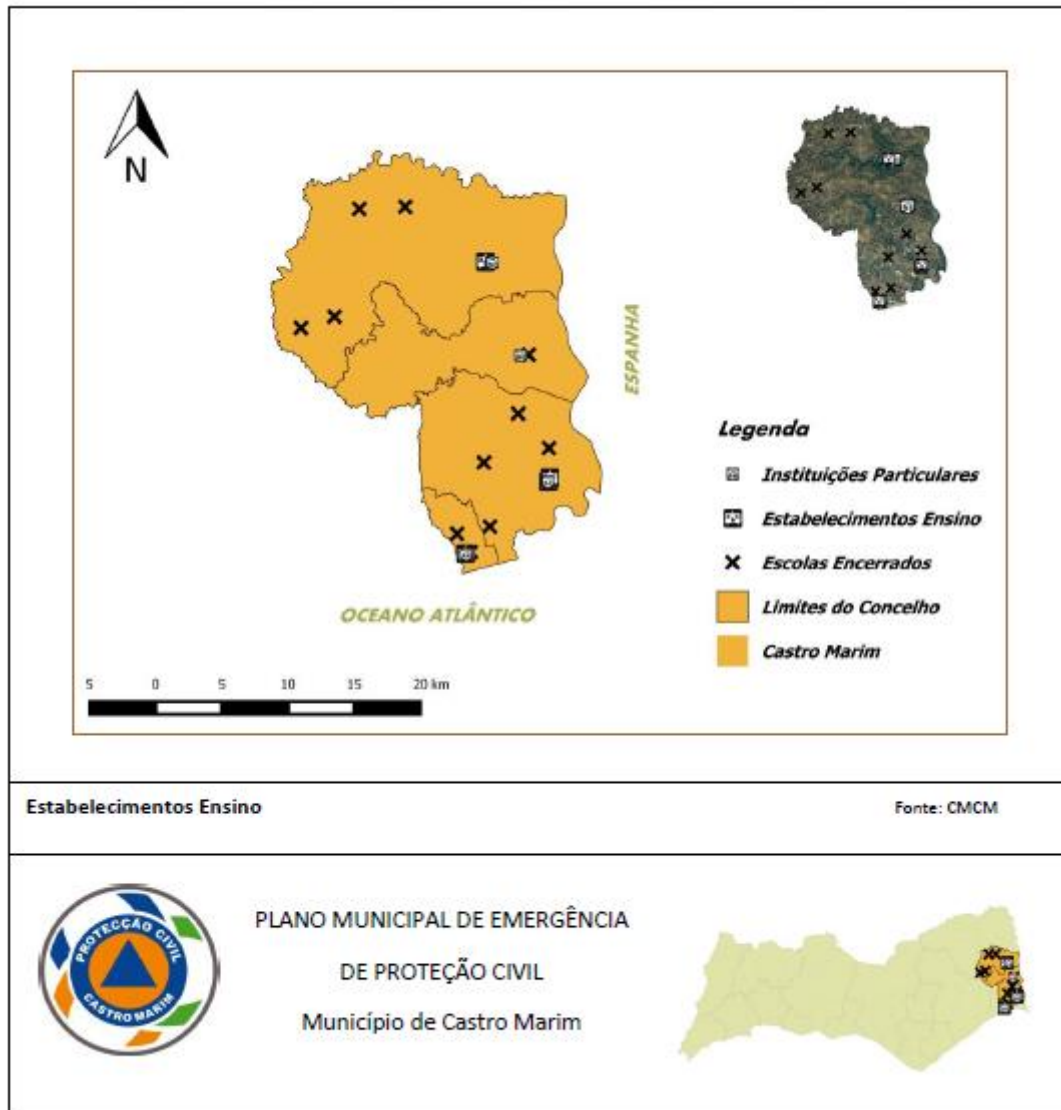 N
ESPANHA
Legenda
Instituições Particulares
Estabelecimentos Ensino
Escolas Encerrados
Limites do Concelho
Castro Marim
OCEANO ATLÂNTICO
5 0 5 10 15 20 km
Estabelecimentos Ensino Fonte: CMCM
PROTECÇÃO CIVIL
CASTRO MARIM
PLANO MUNICIPAL DE EMERGÊNCIA
DE PROTEÇÃO CIVIL
Município de Castro Marim